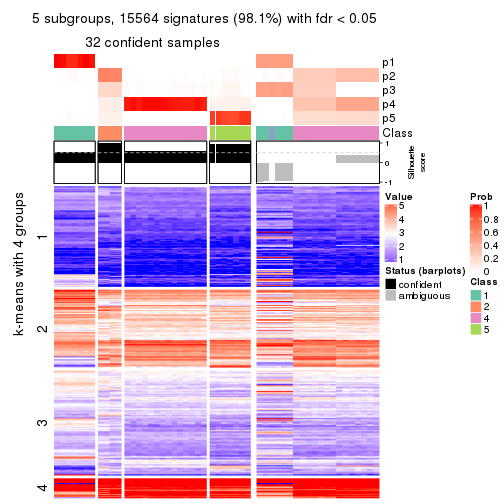 5 subgroups, 15564 signatures (98.1%) with fdr < 0.05
32 confident samples
p1
p2
p3
p4
p5
Class
1
0
-1
Silhouette
score
k-means with 4 groups
1
2
3
4
Value
5
4
3
2
1
Status (barplots)
confident
ambiguous
Prob
1
0.8
0.6
0.4
0.2
0
Class
1
2
4
5